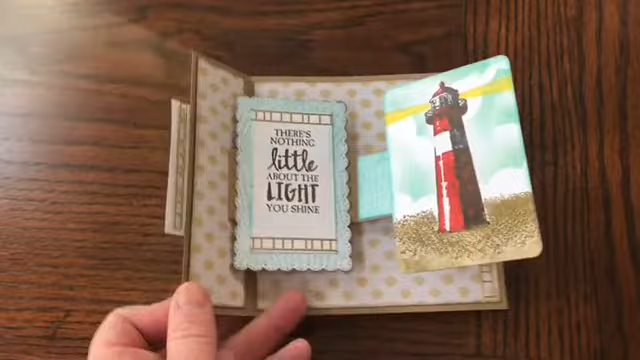 THERE'S
NOTHING
little
ABOUT THE
LIGHT
YOU SHINE